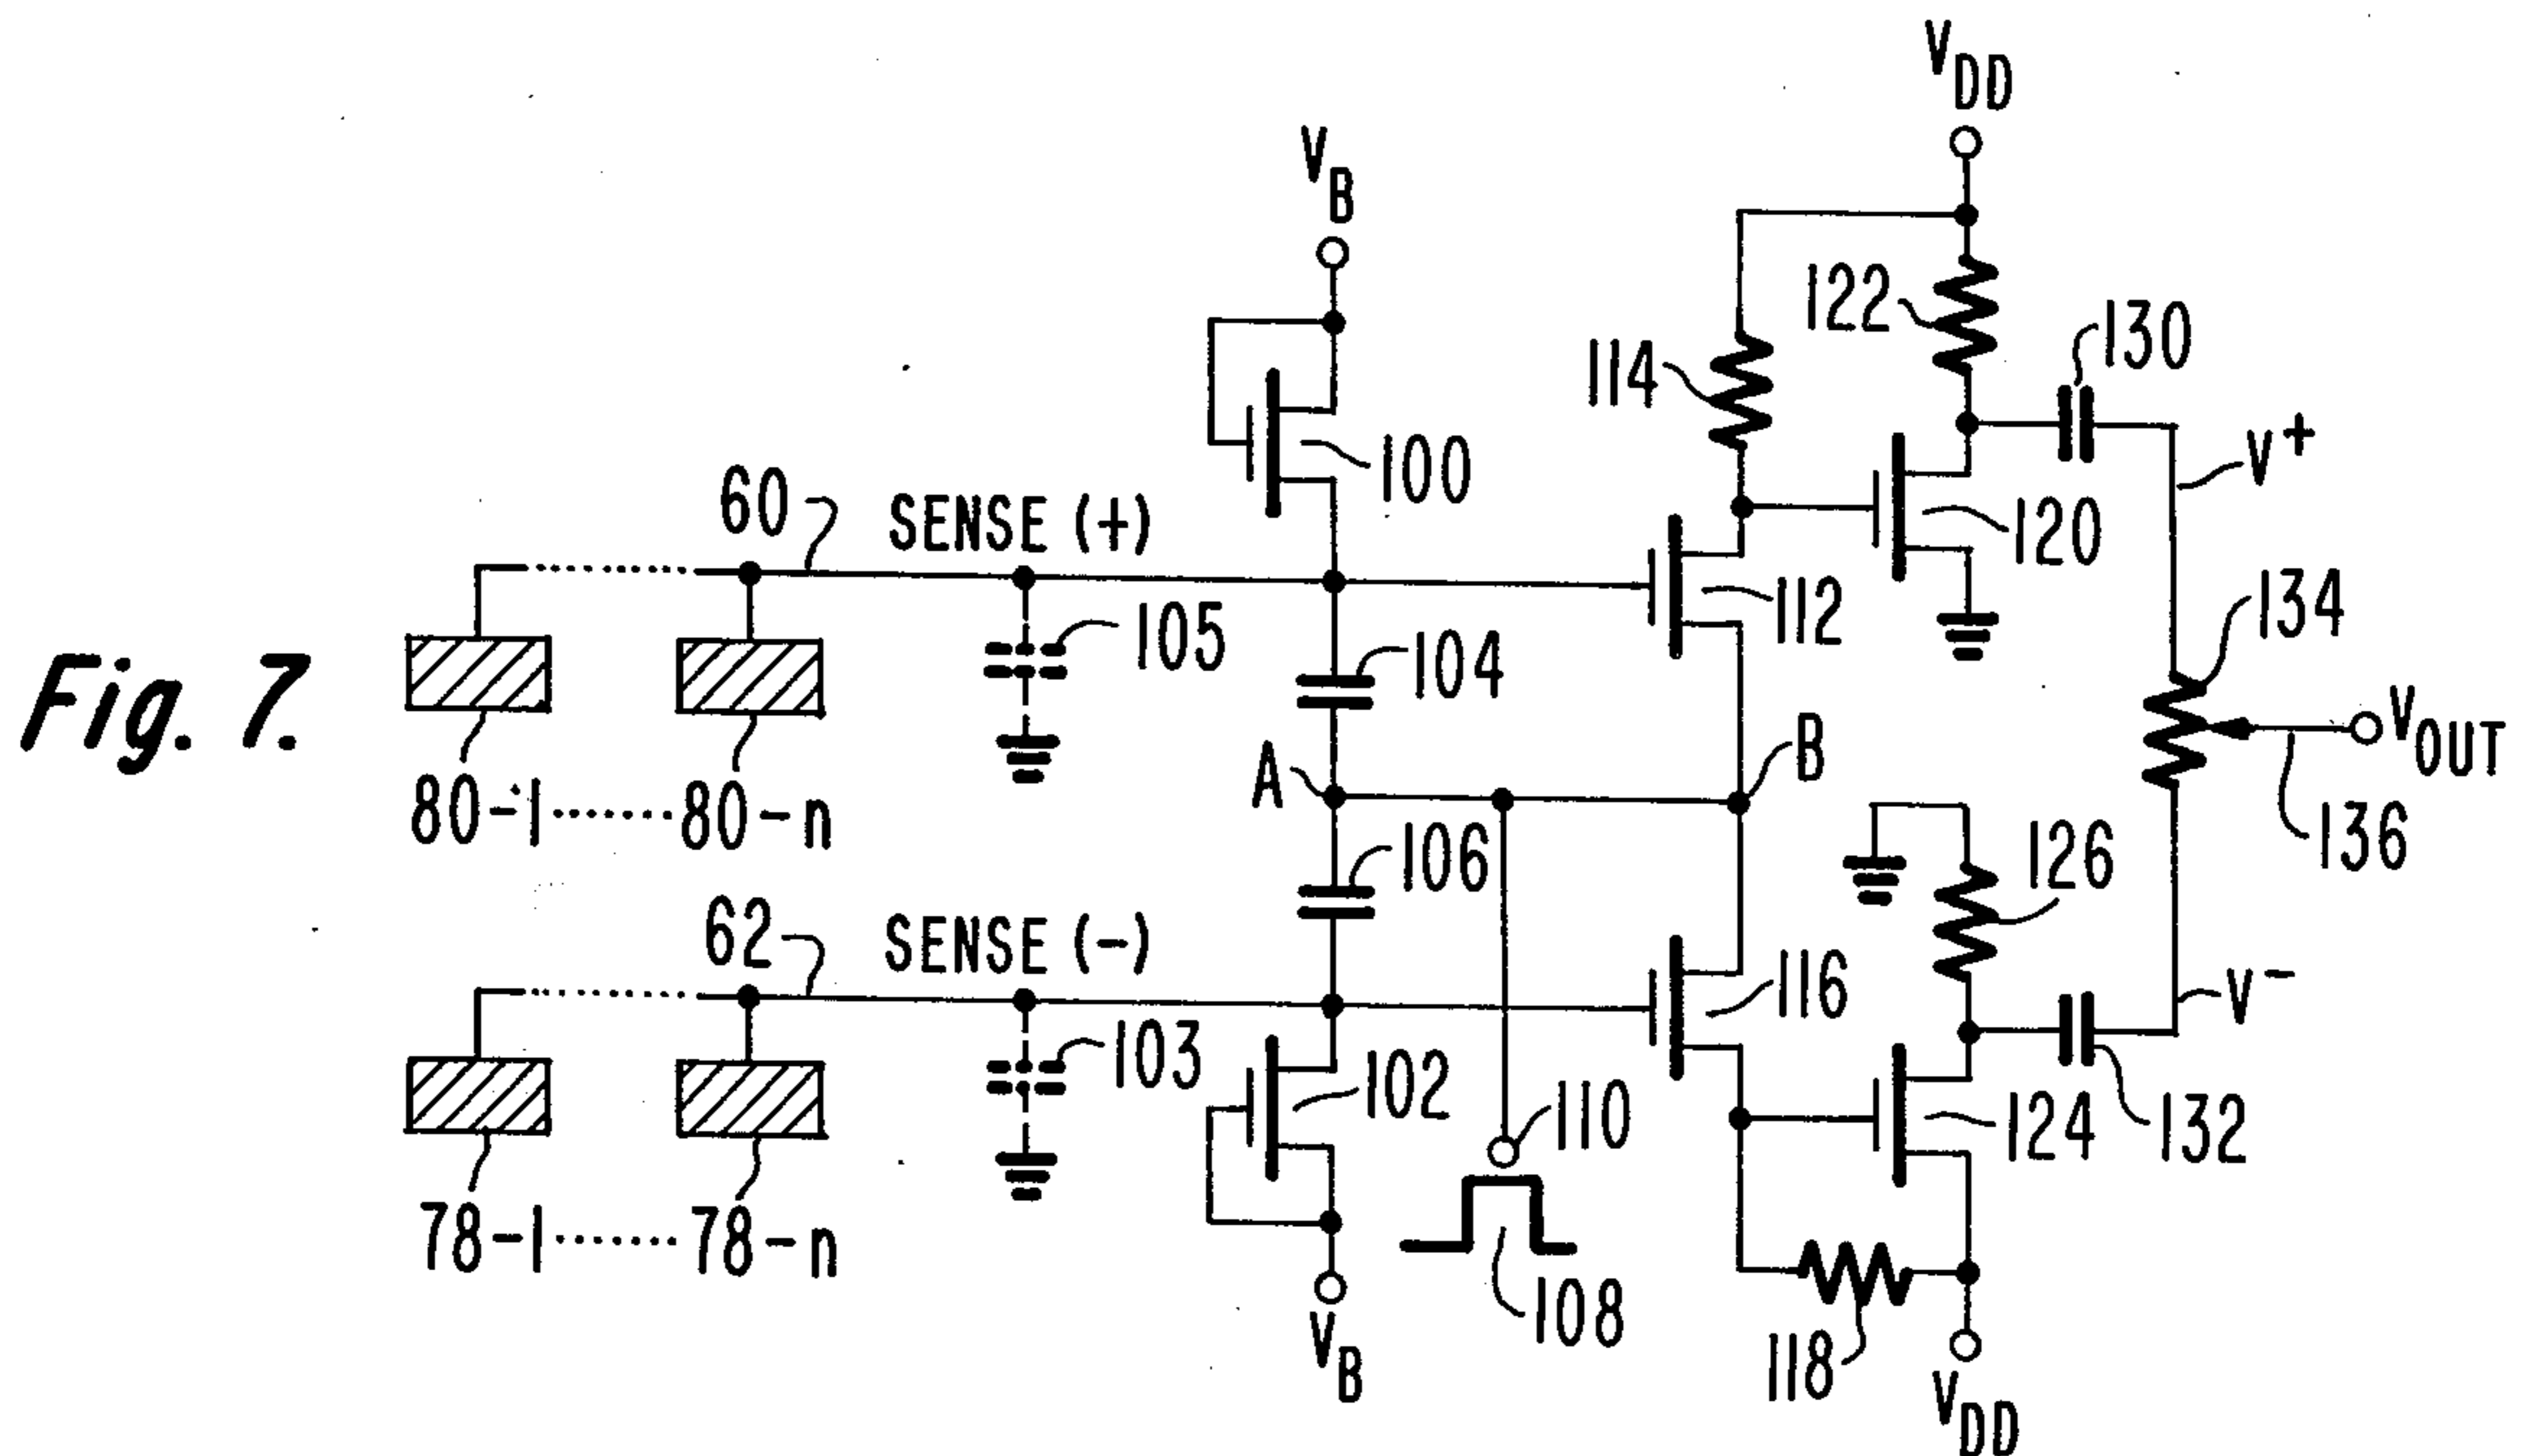 V_DD
V_B
122
130
114
V+
100
60
SENSE (+)
120
134
112
105
104
Fig. 7.
A
B
V_OUT
80-1 ........ 80-n
136
106
126
62
SENSE (-)
116
V-
103
102
110
124
132
78-1 ........ 78-n
108
118
V_B
V_DD